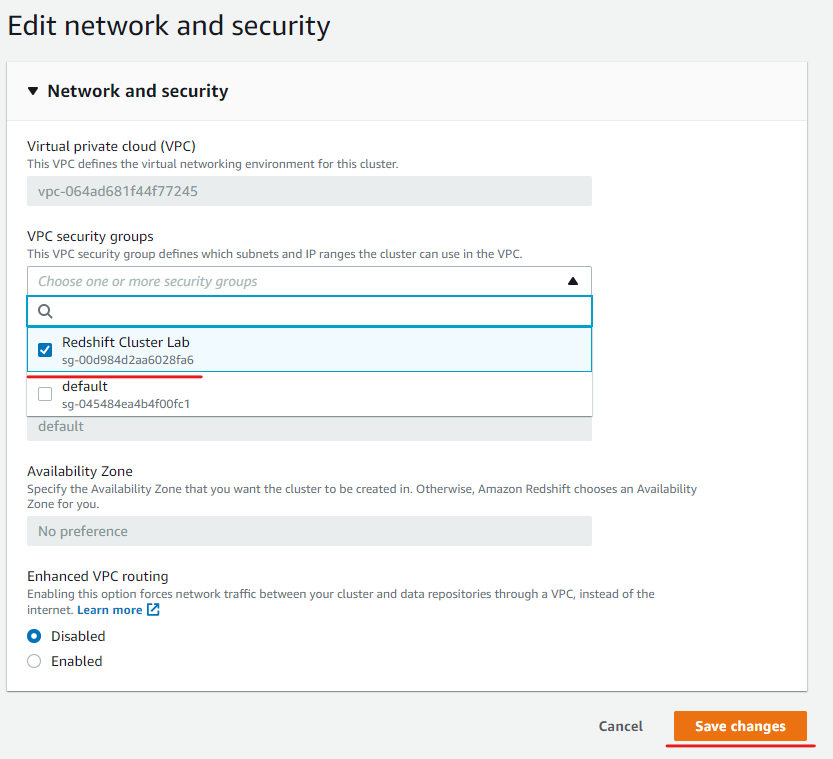 Edit network and security
Network and security
Virtual private cloud (VPC)
This VPC defines the virtual networking environment for this cluster.
vpc-064ad681f44f77245
VPC security groups
This VPC security group defines which subnets and IP ranges the cluster can use in the VPC.
Choose one or more security groups
Redshift Cluster Lab
sg-00d984d2aa6028fa6
default
sg-045484ea4b4f00fc1
default
Availability Zone
Specify the Availability Zone that you want the cluster to be created in. Otherwise, Amazon Redshift chooses an Availability
Zone for you.
No preference
Enhanced VPC routing
Enabling this option forces network traffic between your cluster and data repositories through a VPC, instead of the
internet. Learn more
Disabled
Enabled
Cancel
Save changes